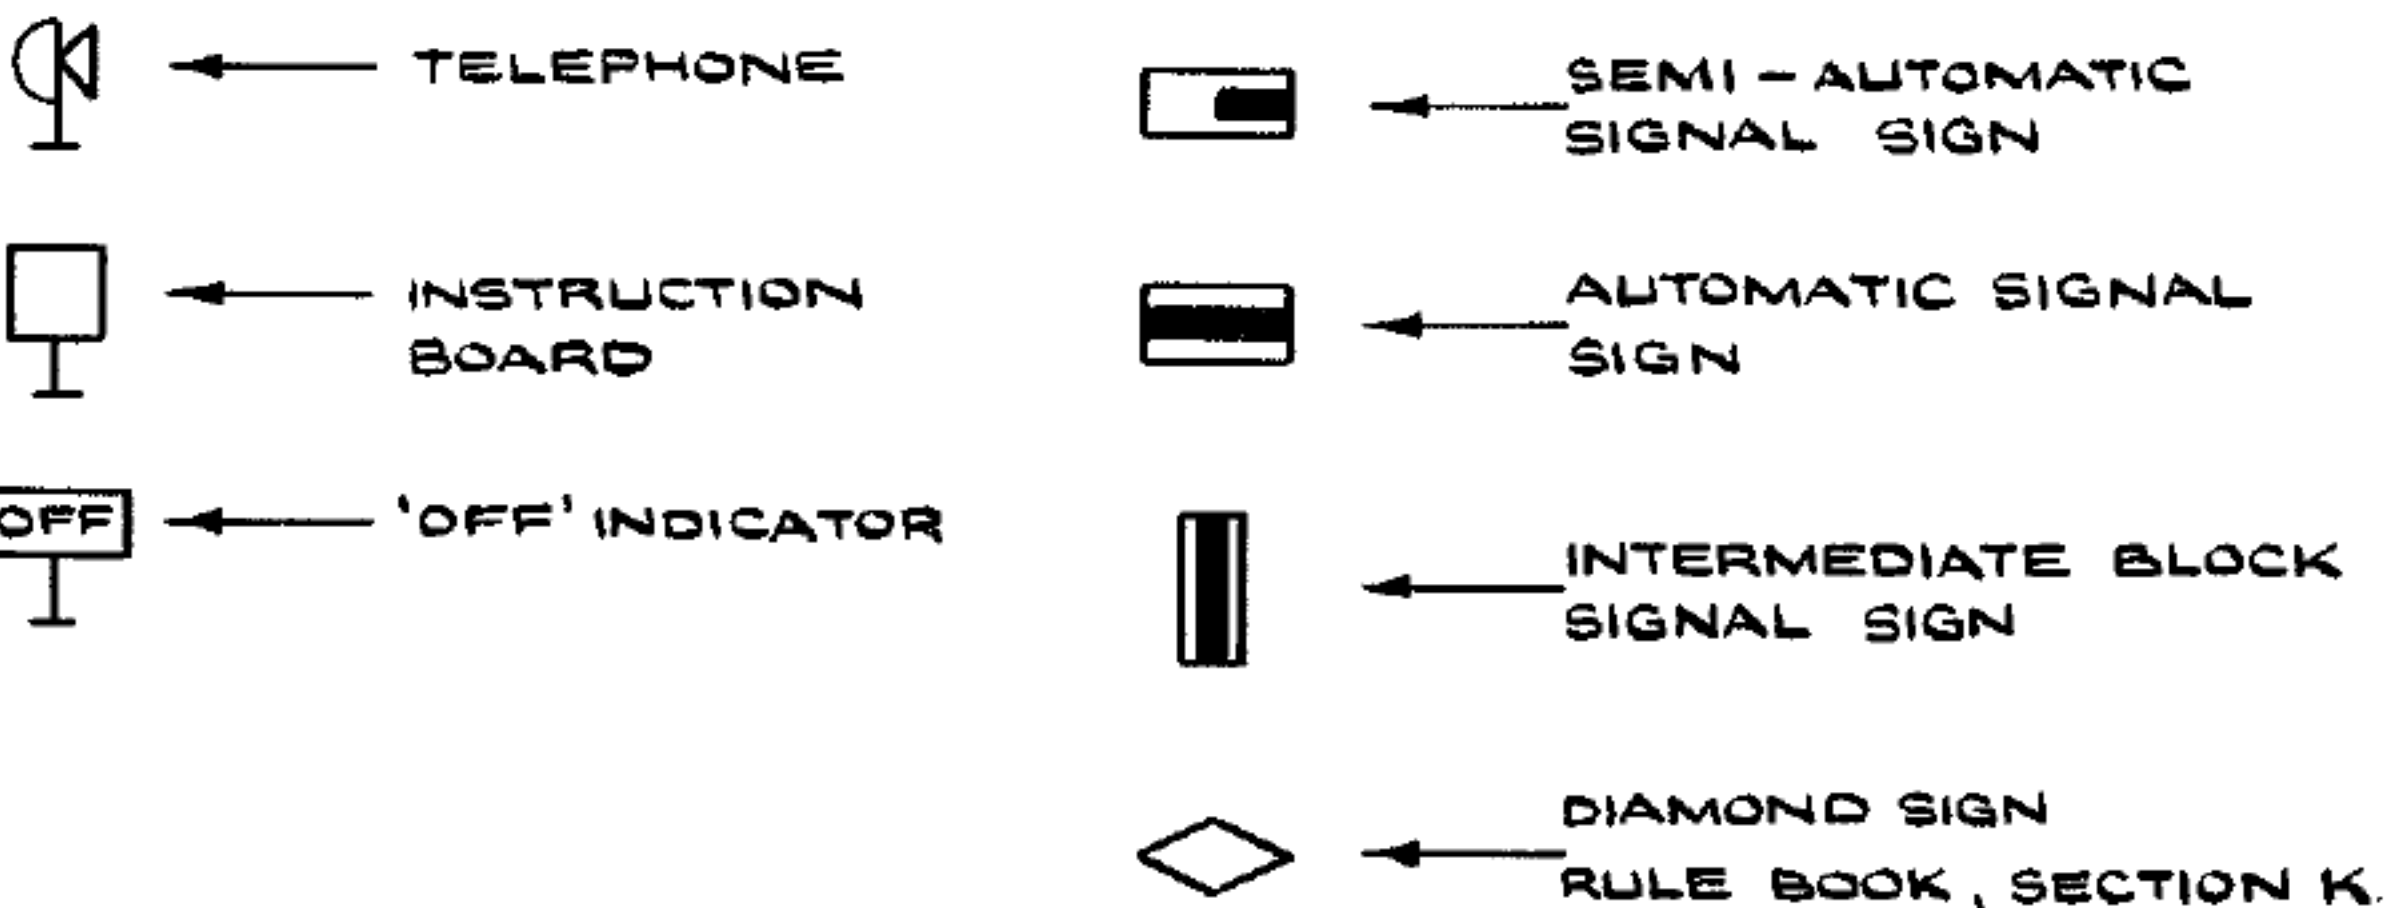 TELEPHONE
INSTRUCTION
BOARD
OFF
'OFF' INDICATOR
SEMI - AUTOMATIC
SIGNAL SIGN
AUTOMATIC SIGNAL
SIGN
INTERMEDIATE BLOCK
SIGNAL SIGN
DIAMOND SIGN
RULE BOOK, SECTION K.